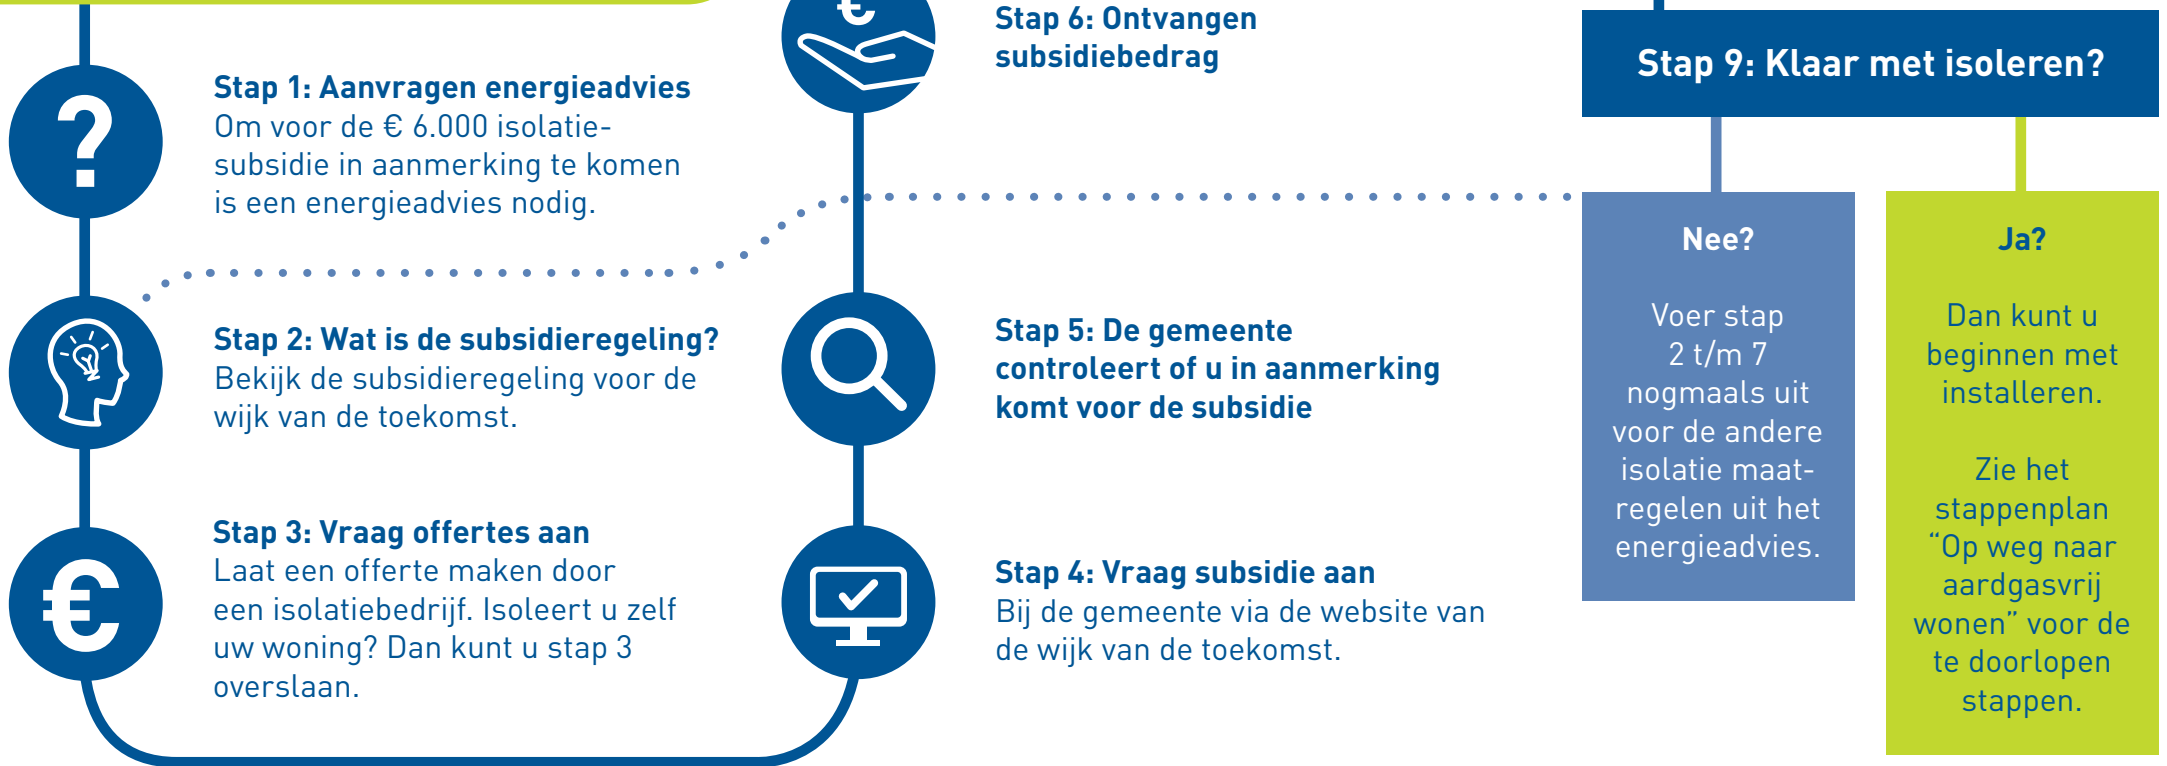 Stap 1: Aanvragen energieadvies
Om voor de € 6.000 isolatie-
subsidie in aanmerking te komen
is een energieadvies nodig.
Stap 2: Wat is de subsidieregeling?
Bekijk de subsidieregeling voor de
wijk van de toekomst.
Stap 3: Vraag offertes aan
Laat een offerte maken door
een isolatiebedrijf. Isoleert u zelf
uw woning? Dan kunt u stap 3
overslaan.
Stap 4: Vraag subsidie aan
Bij de gemeente via de website van
de wijk van de toekomst.
Stap 5: De gemeente
controleert of u in aanmerking
komt voor de subsidie
Stap 6: Ontvangen
subsidiebedrag
Stap 9: Klaar met isoleren?
Nee?
Voer stap
2 t/m 7
nogmaals uit
voor de andere
isolatie maat-
regelen uit het
energieadvies.
Ja?
Dan kunt u
beginnen met
installeren.
Zie het
stappenplan
“Op weg naar
aardgasvrij
wonen” voor de
te doorlopen
stappen.